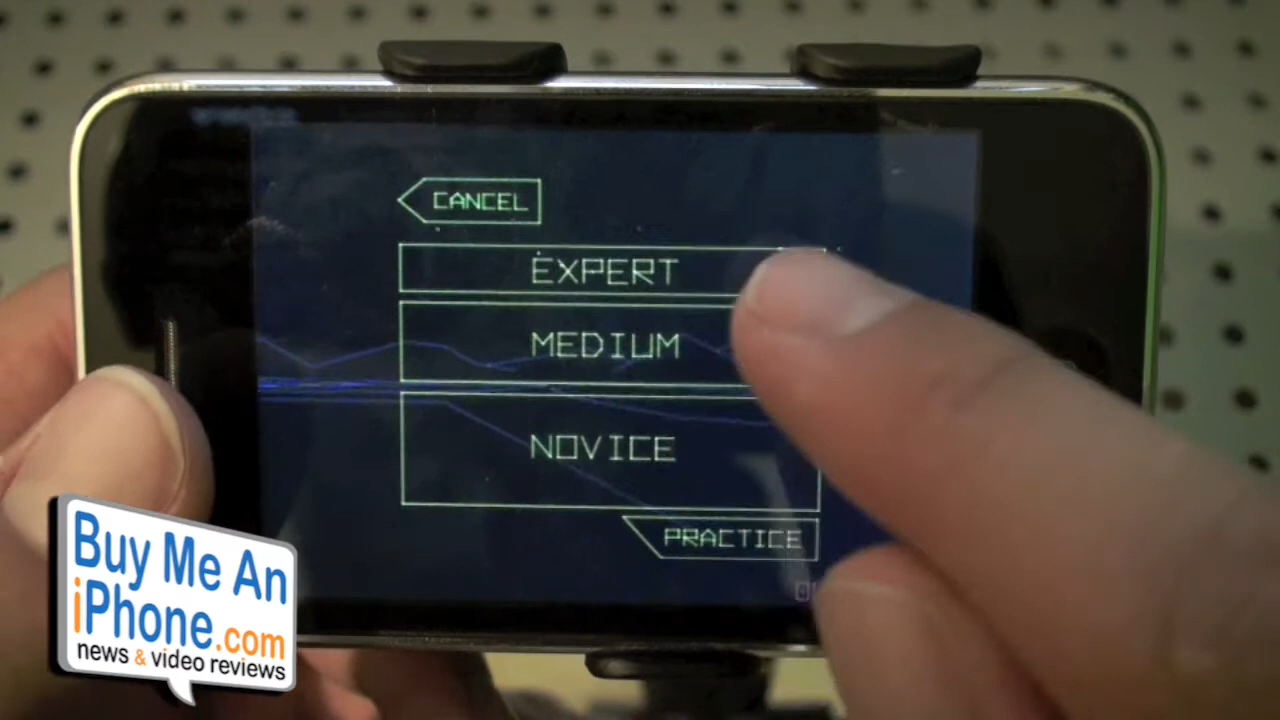 CANCEL
EXPERT
MEDIUM
NOVICE
PRACTICE
Buy Me An
iPhone.com
news & video reviews